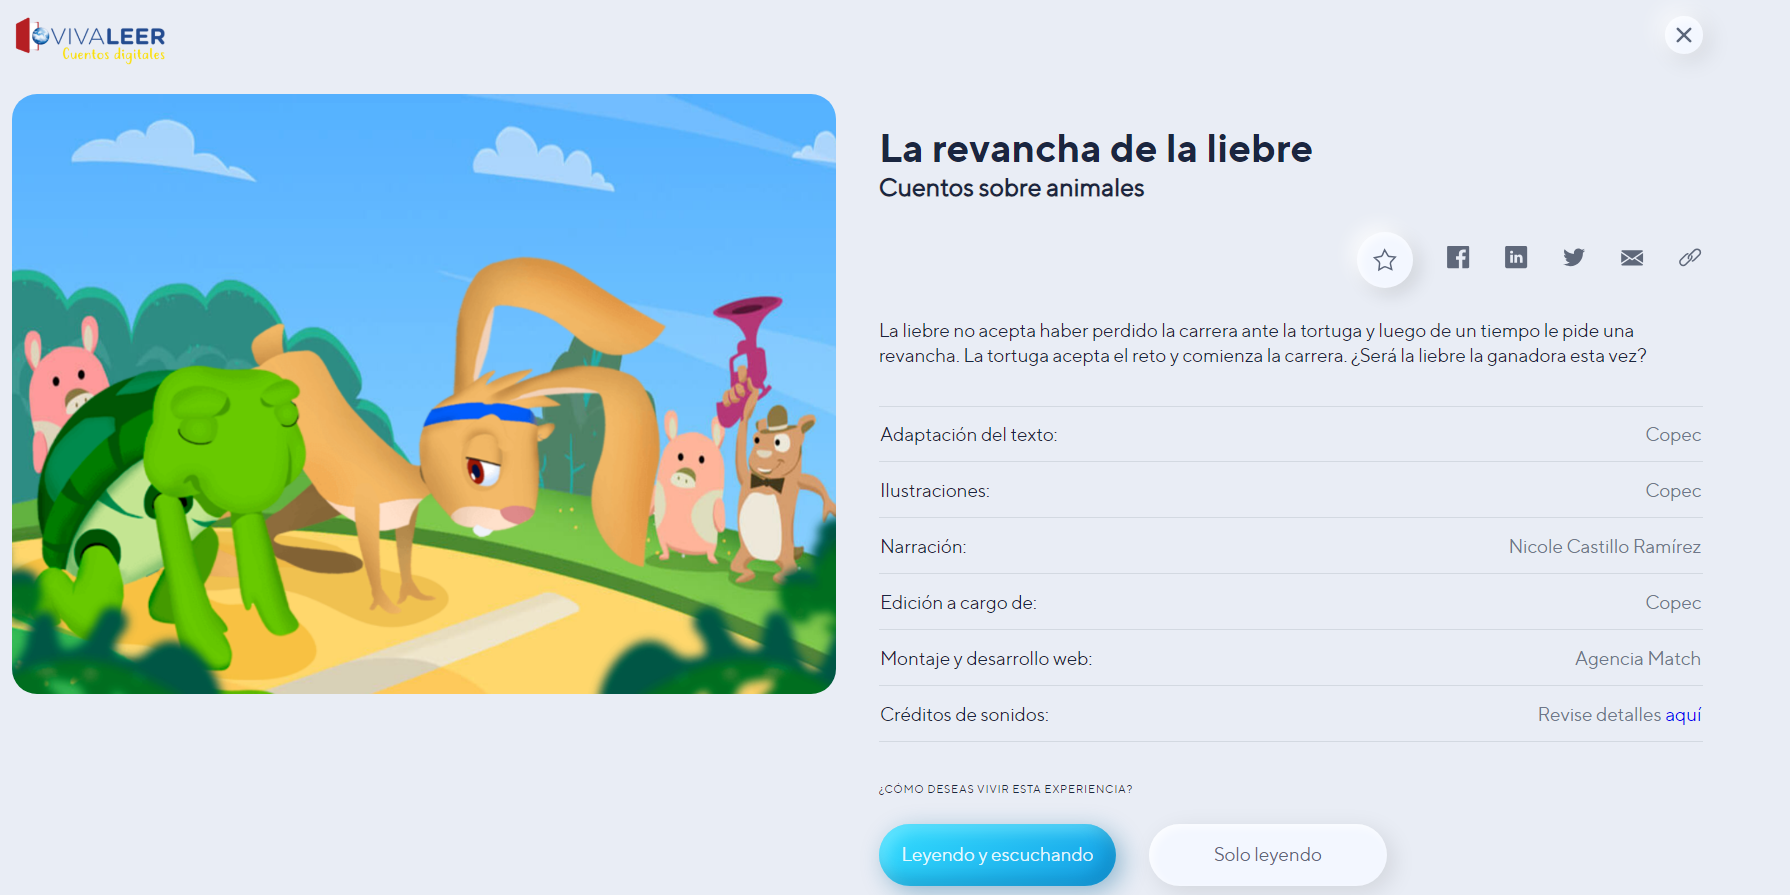 VIVALEER
Cuentos digitales
La revancha de la liebre
Cuentos sobre animales
La liebre no acepta haber perdido la carrera ante la tortuga y luego de un tiempo le pide una
revancha. La tortuga acepta el reto y comienza la carrera. ¿Será la liebre la ganadora esta vez?
Adaptación del texto: Copec
Ilustraciones: Copec
Narración: Nicole Castillo Ramírez
Edición a cargo de: Copec
Montaje y desarrollo web: Agencia Match
Créditos de sonidos: Revise detalles aquí
¿CÓMO DESEAS VIVIR ESTA EXPERIENCIA?
Leyendo y escuchando Solo leyendo